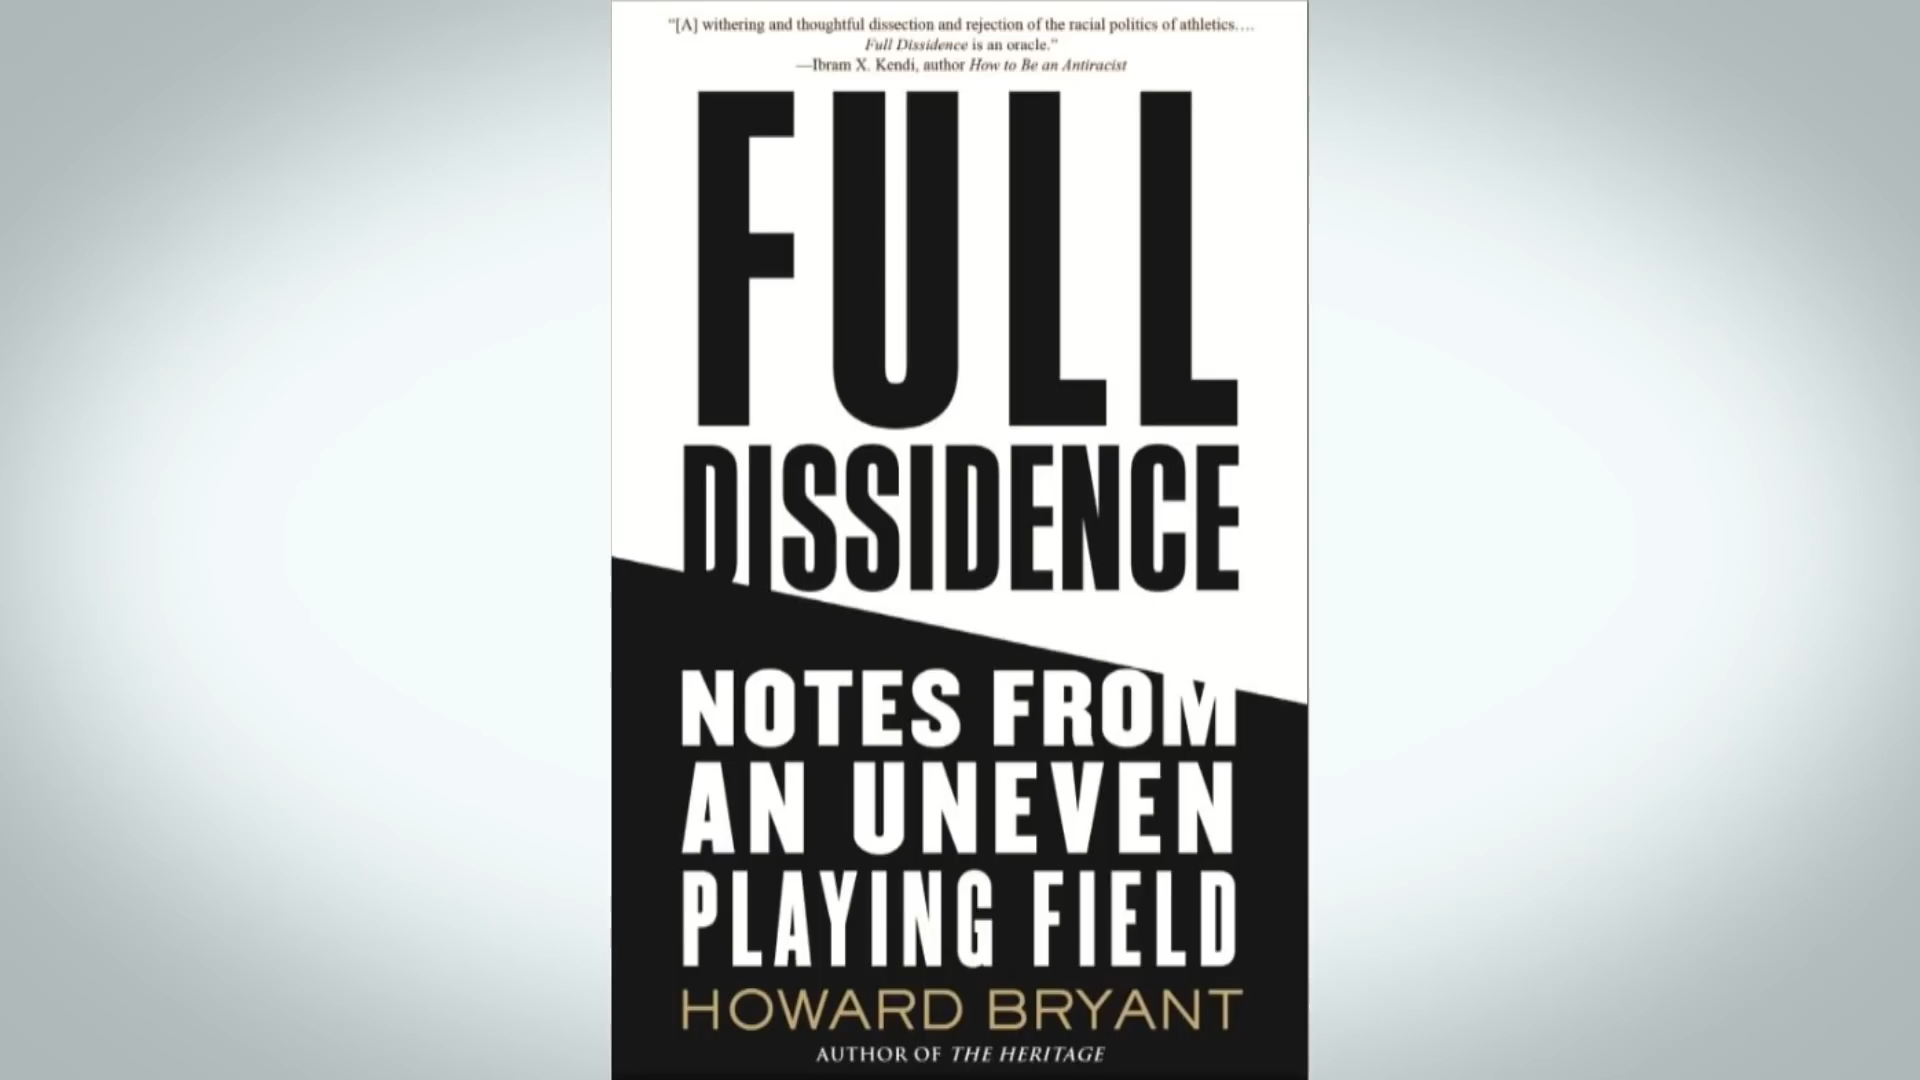 "[A] withering and thoughtful dissection and rejection of the racial politics of athletics....
Full Dissidence is an oracle."
—Ibram X. Kendi, author How to Be an Antiracist
FULL
DISSIDENCE
NOTES FROM
AN UNEVEN
PLAYING FIELD
HOWARD BRYANT
AUTHOR OF THE HERITAGE